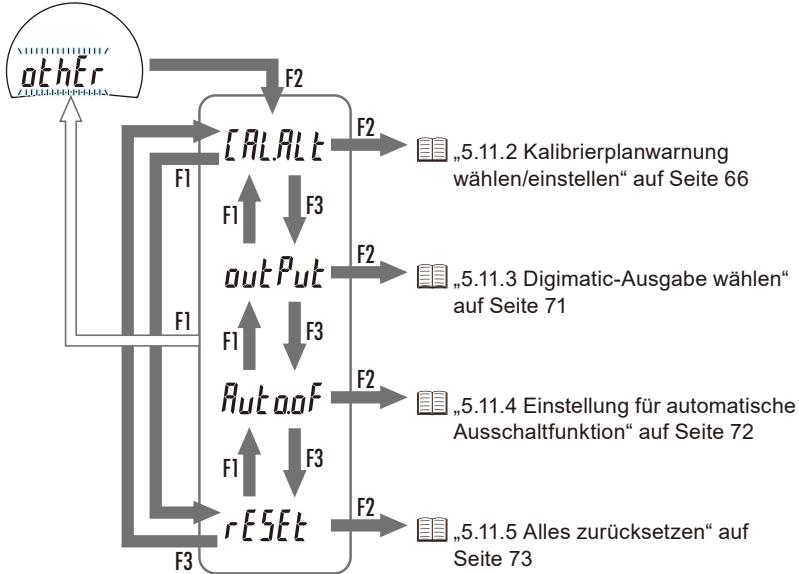 othEr
F2
CAL.ALt
F2
„5.11.2 Kalibrierplanwarnung
wählen/einstellen“ auf Seite 66
F1
F1
F3
outPut
F2
„5.11.3 Digimatic-Ausgabe wählen“
auf Seite 71
F1
F1
F3
Auto.oF
F2
„5.11.4 Einstellung für automatische
Ausschaltfunktion“ auf Seite 72
F1
F3
rESEt
F2
„5.11.5 Alles zurücksetzen“ auf
Seite 73
F3